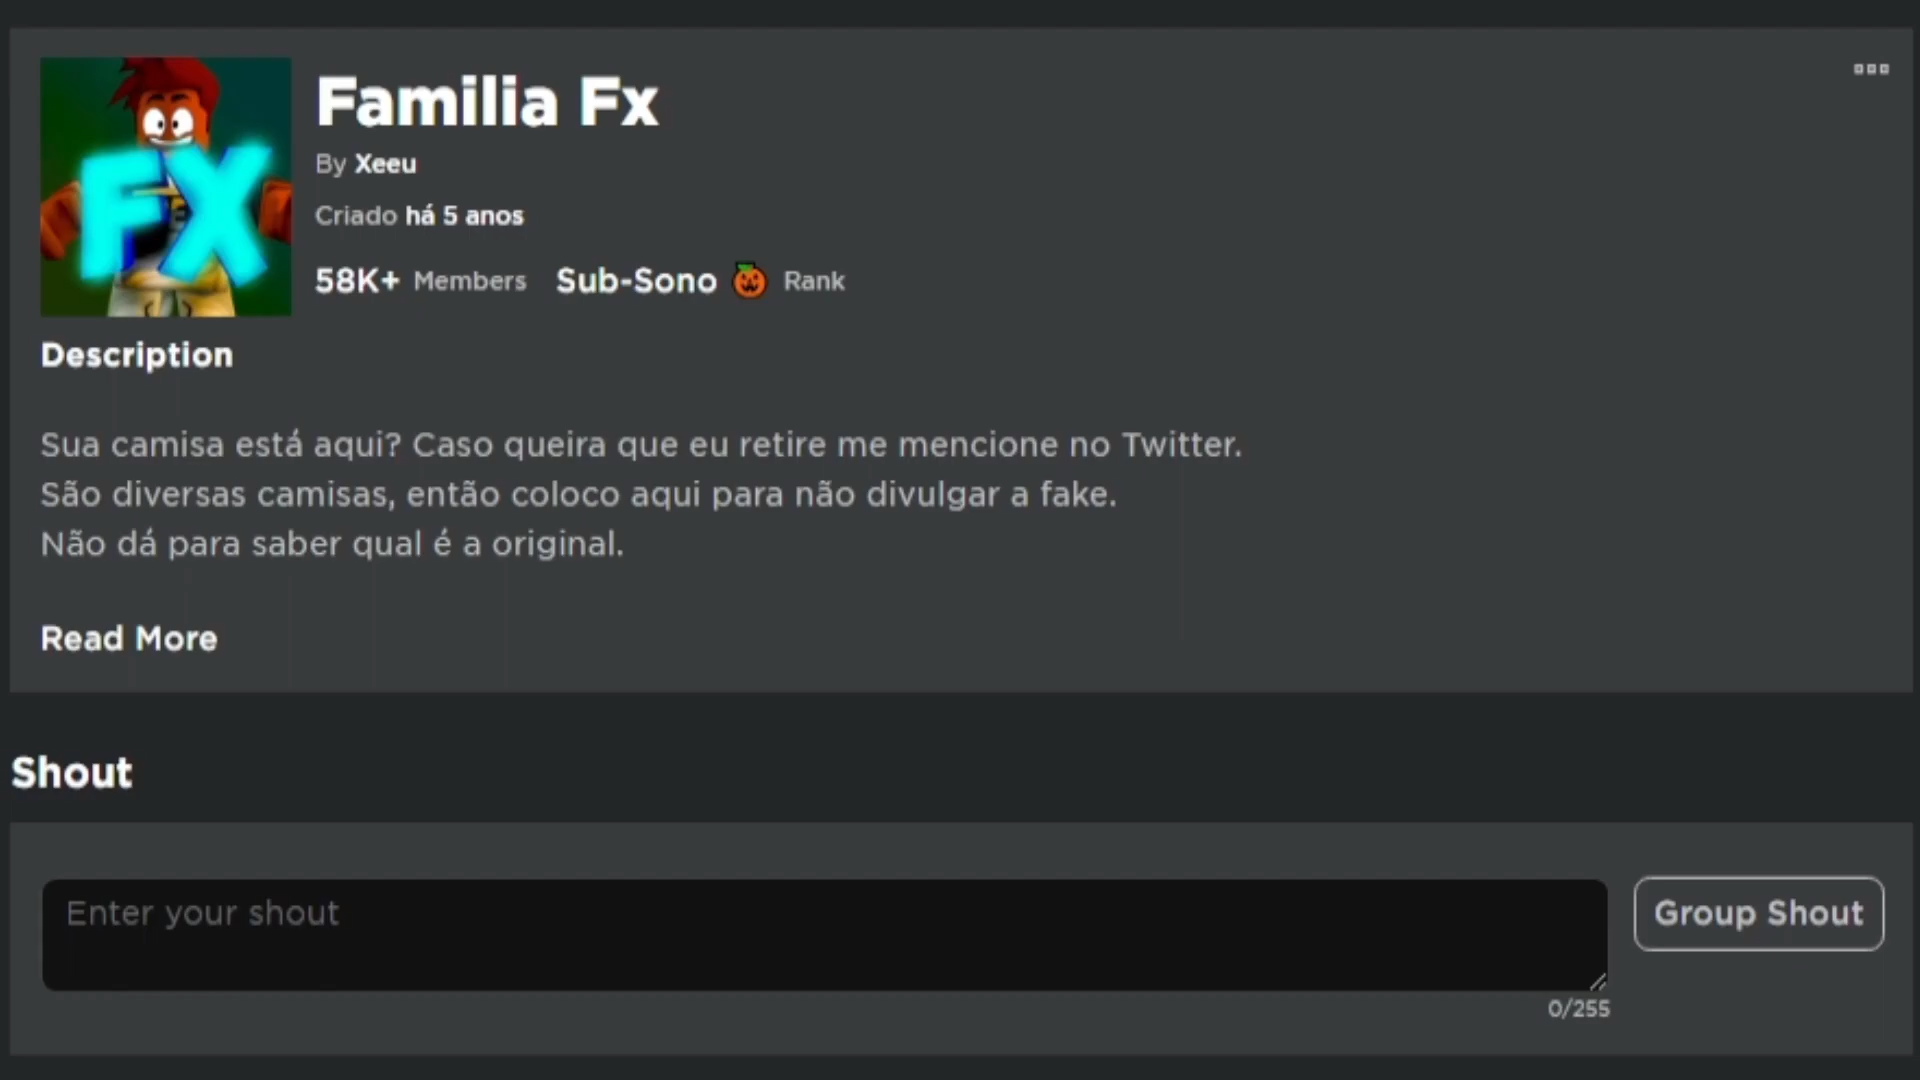 FX
Familia Fx
By Xeeu
Criado há 5 anos
58K+ Members Sub-Sono 🎃 Rank
Description
Sua camisa está aqui? Caso queira que eu retire me mencione no Twitter.
São diversas camisas, então coloco aqui para não divulgar a fake.
Não dá para saber qual é a original.
Read More
Shout
Enter your shout
Group Shout
0/255